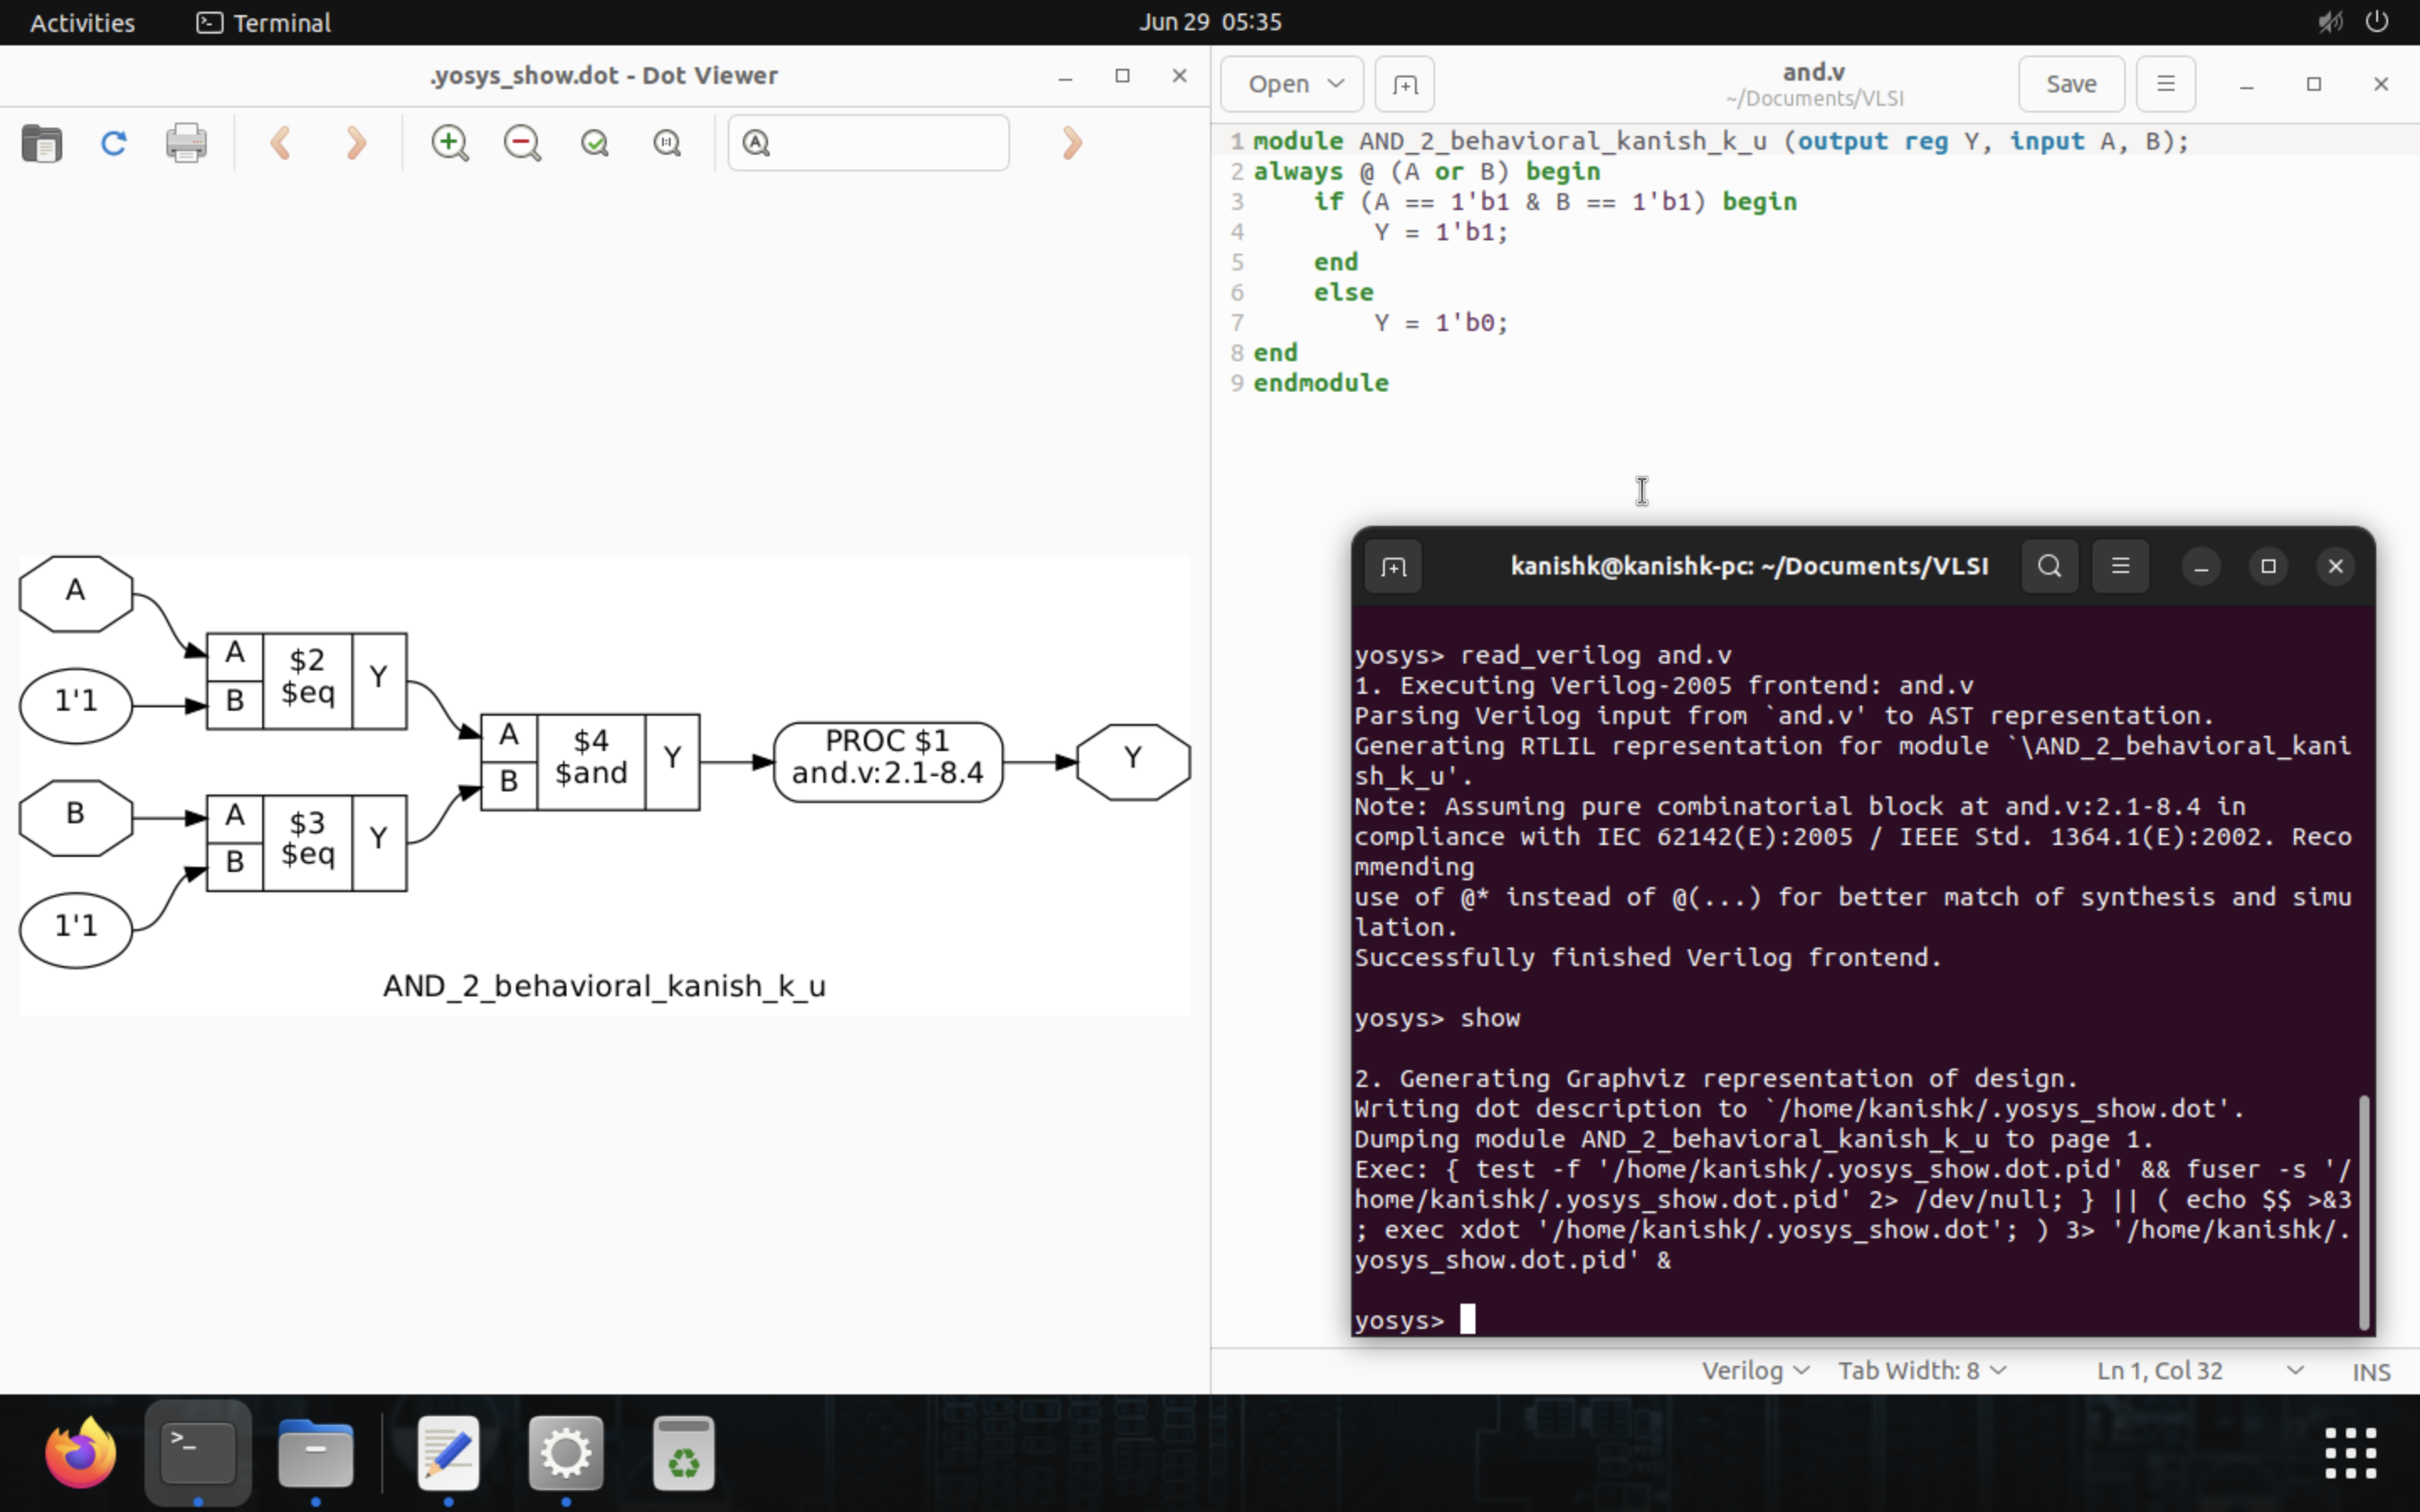 Activities Terminal Jun 29 05:35
.yosys_show.dot - Dot Viewer
A
A $2 Y
1'1 B $eq
A $4 Y PROC $1 Y
B $and and.v:2.1-8.4
B A $3 Y
B $eq
1'1
AND_2_behavioral_kanish_k_u
Open and.v Save
~/Documents/VLSI
1 module AND_2_behavioral_kanish_k_u (output reg Y, input A, B);
2 always @ (A or B) begin
3     if (A == 1'b1 & B == 1'b1) begin
4         Y = 1'b1;
5     end
6     else
7         Y = 1'b0;
8 end
9 endmodule
kanishk@kanishk-pc: ~/Documents/VLSI
yosys> read_verilog and.v
1. Executing Verilog-2005 frontend: and.v
Parsing Verilog input from `and.v' to AST representation.
Generating RTLIL representation for module `\AND_2_behavioral_kani
sh_k_u'.
Note: Assuming pure combinatorial block at and.v:2.1-8.4 in
compliance with IEC 62142(E):2005 / IEEE Std. 1364.1(E):2002. Reco
mmending
use of @* instead of @(...) for better match of synthesis and simu
lation.
Successfully finished Verilog frontend.
yosys> show
2. Generating Graphviz representation of design.
Writing dot description to `/home/kanishk/.yosys_show.dot'.
Dumping module AND_2_behavioral_kanish_k_u to page 1.
Exec: { test -f '/home/kanishk/.yosys_show.dot.pid' && fuser -s '/
home/kanishk/.yosys_show.dot.pid' 2> /dev/null; } || ( echo $$ >&3
; exec xdot '/home/kanishk/.yosys_show.dot'; ) 3> '/home/kanishk/.
yosys_show.dot.pid' &
yosys>
Verilog Tab Width: 8 Ln 1, Col 32 INS